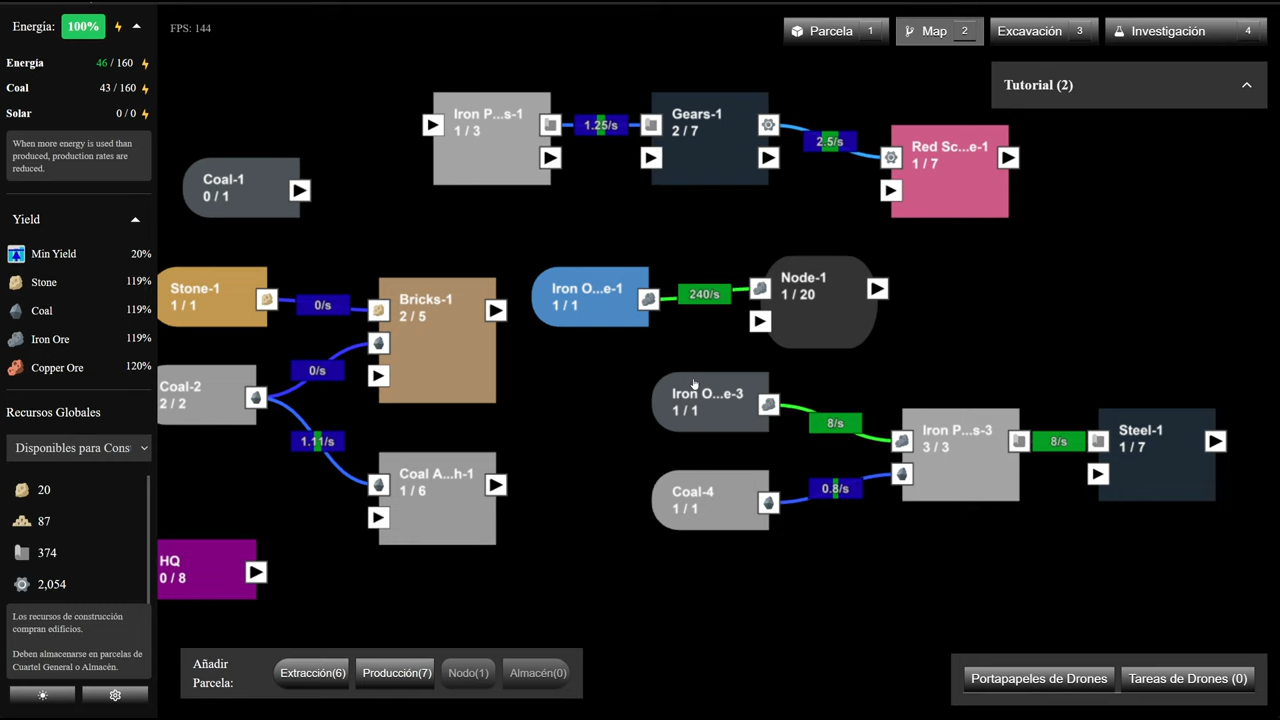 Energía: 100%
FPS: 144
Parcela 1
Map 2
Excavación 3
Investigación 4
Energía 46 / 160
Coal 43 / 160
Solar 0 / 0
When more energy is used than produced, production rates are reduced.
Tutorial (2)
Yield
Min Yield 20%
Stone 119%
Coal 119%
Iron Ore 119%
Copper Ore 120%
Recursos Globales
Disponibles para Cons
20
87
374
2,054
Los recursos de construcción compran edificios.
Deben almacenarse en parcelas de Cuartel General o Almacén.
Iron P...s-1
1 / 3
1.25/s
Gears-1
2 / 7
2.5/s
Red Sc...e-1
1 / 7
Coal-1
0 / 1
Stone-1
1 / 1
0/s
Bricks-1
2 / 5
Iron O...e-1
1 / 1
240/s
Node-1
1 / 20
Coal-2
2 / 2
0/s
1.11/s
Coal A...h-1
1 / 6
Iron O...e-3
1 / 1
8/s
Iron P...s-3
3 / 3
8/s
Steel-1
1 / 7
Coal-4
1 / 1
0.8/s
HQ
0 / 8
Añadir
Parcela:
Extracción(6)
Producción(7)
Nodo(1)
Almacén(0)
Portapapeles de Drones
Tareas de Drones (0)